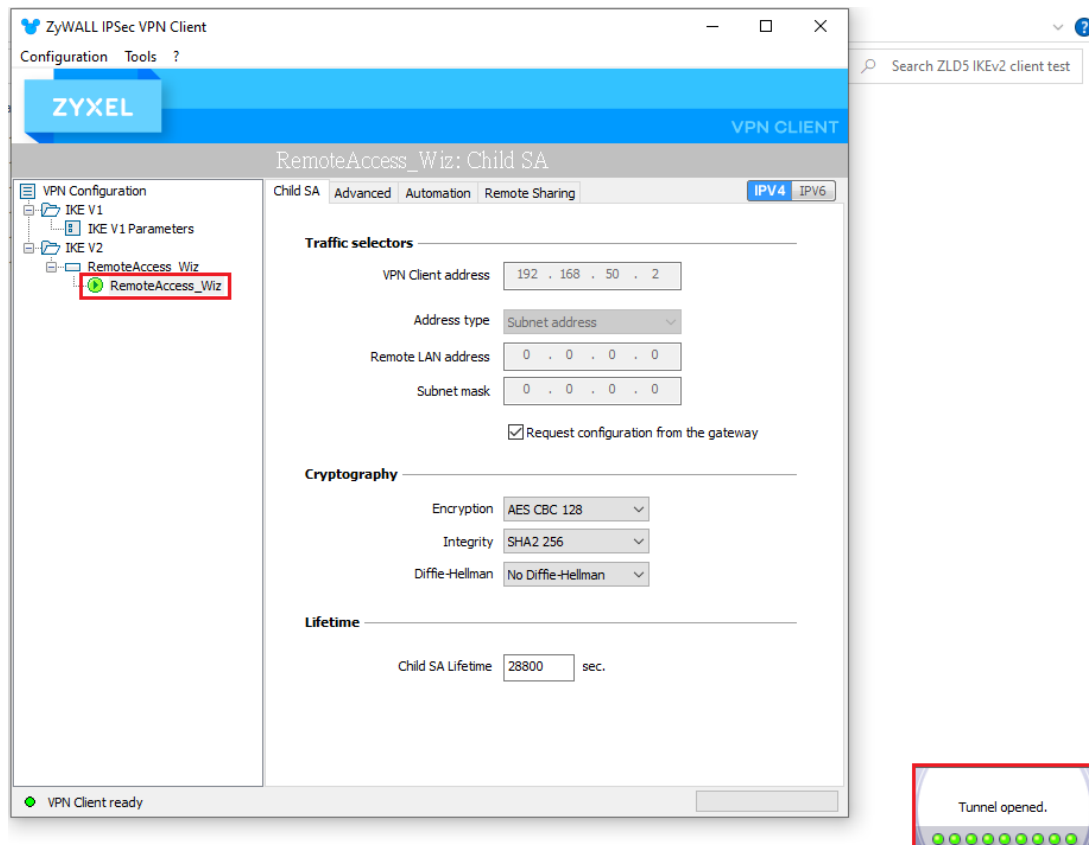 ZyWALL IPSec VPN Client
Configuration Tools ?
Search ZLD5 IKEv2 client test
ZYXEL
VPN CLIENT
RemoteAccess_Wiz: Child SA
VPN Configuration
IKE V1
IKE V1 Parameters
IKE V2
RemoteAccess_Wiz
RemoteAccess_Wiz
Child SA Advanced Automation Remote Sharing IPV4 IPV6
Traffic selectors
VPN Client address 192 . 168 . 50 . 2
Address type Subnet address
Remote LAN address 0 . 0 . 0 . 0
Subnet mask 0 . 0 . 0 . 0
Request configuration from the gateway
Cryptography
Encryption AES CBC 128
Integrity SHA2 256
Diffie-Hellman No Diffie-Hellman
Lifetime
Child SA Lifetime 28800 sec.
VPN Client ready
Tunnel opened.